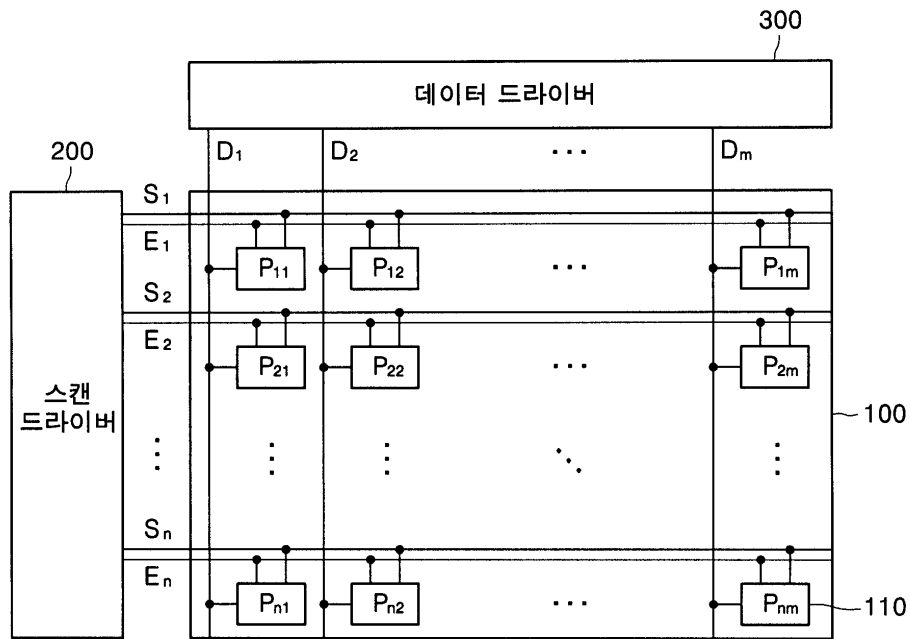 300
데이터 드라이버
200
D₁ D₂ ··· Dₘ
S₁
E₁
P₁₁ P₁₂ ··· P₁ₘ
S₂
E₂
P₂₁ P₂₂ ··· P₂ₘ
스캔
드라이버
100
Sₙ
Eₙ
Pₙ₁ Pₙ₂ ··· Pₙₘ
110